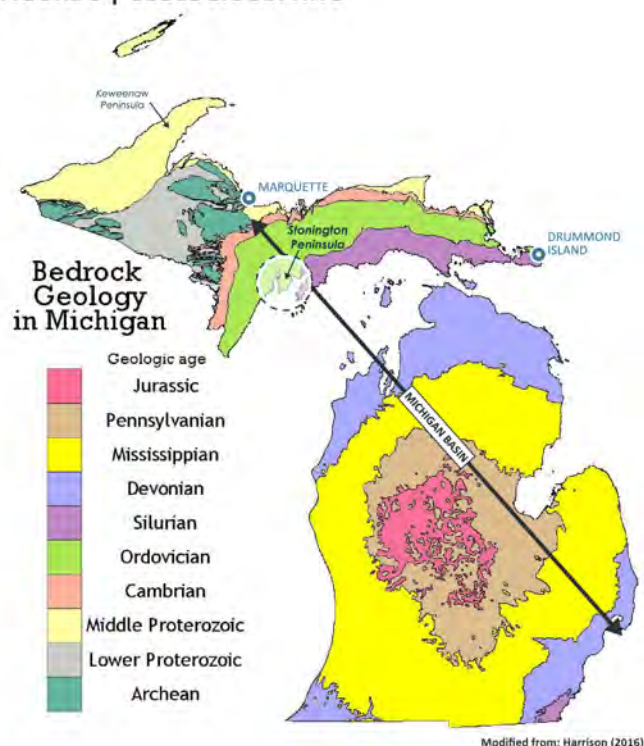 Keweenaw
Peninsula
MARQUETTE
Stonington
Peninsula
DRUMMOND
ISLAND
Bedrock
Geology
in Michigan
MICHIGAN BASIN
Geologic age
Jurassic
Pennsylvanian
Mississippian
Devonian
Silurian
Ordovician
Cambrian
Middle Proterozoic
Lower Proterozoic
Archean
Modified from: Harrison (2016)